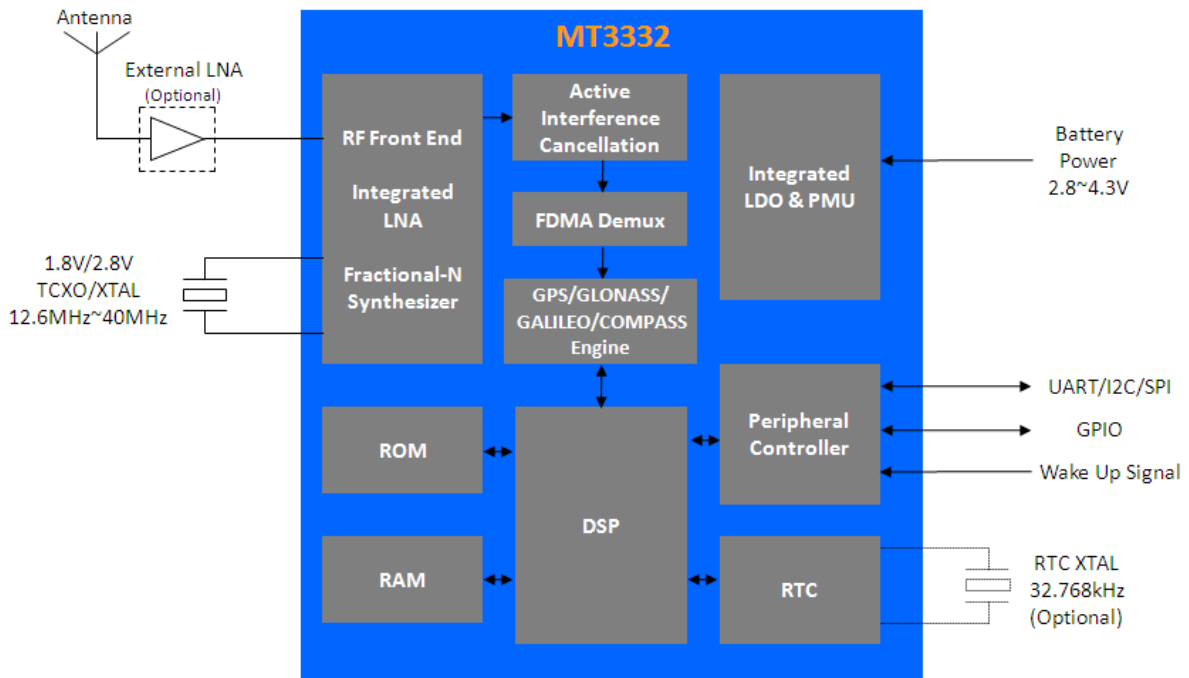 Antenna
External LNA
(Optional)
1.8V/2.8V
TCXO/XTAL
12.6MHz~40MHz
MT3332
RF Front End
Integrated
LNA
Fractional-N
Synthesizer
Active
Interference
Cancellation
FDMA Demux
GPS/GLONASS/
GALILEO/COMPASS
Engine
Integrated
LDO & PMU
Battery
Power
2.8~4.3V
ROM
RAM
DSP
Peripheral
Controller
UART/I2C/SPI
GPIO
Wake Up Signal
RTC
RTC XTAL
32.768kHz
(Optional)